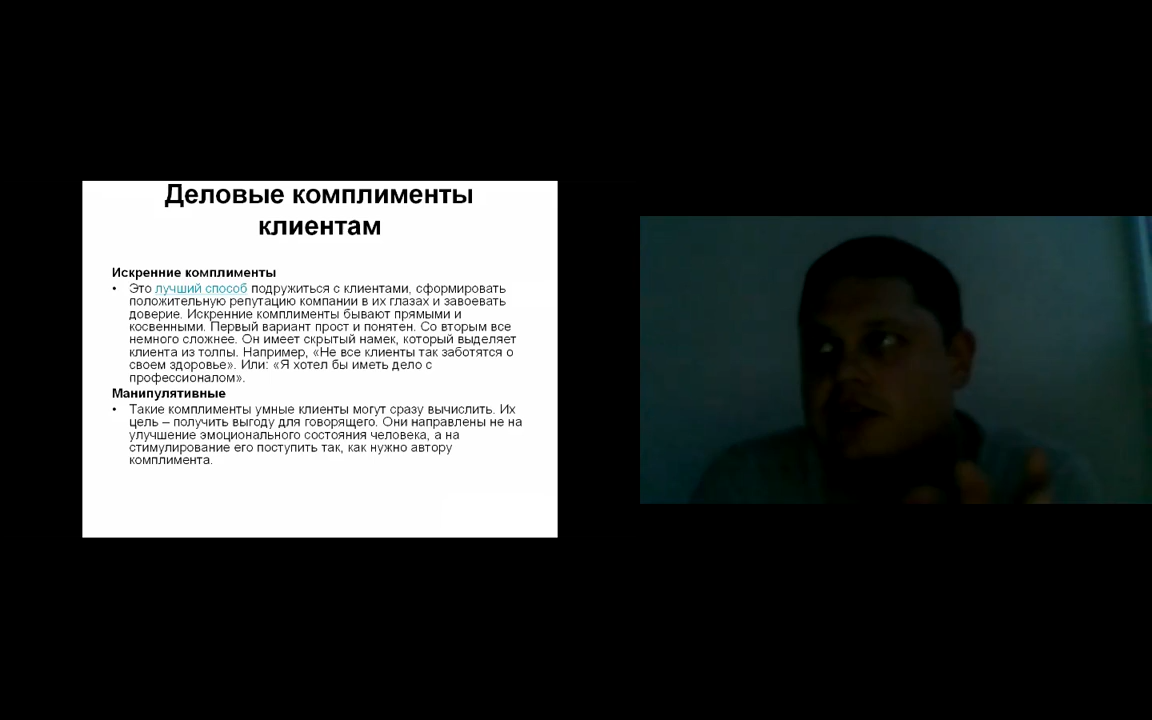 Деловые комплименты
клиентам
Искренние комплименты
• Это лучший способ подружиться с клиентами, сформировать
положительную репутацию компании в их глазах и завоевать
доверие. Искренние комплименты бывают прямыми и
косвенными. Первый вариант прост и понятен. Со вторым все
немного сложнее. Он имеет скрытый намек, который выделяет
клиента из толпы. Например, «Не все клиенты так заботятся о
своем здоровье». Или: «Я хотел бы иметь дело с
профессионалом».
Манипулятивные
• Такие комплименты умные клиенты могут сразу вычислить. Их
цель – получить выгоду для говорящего. Они направлены не на
улучшение эмоционального состояния человека, а на
стимулирование его поступить так, как нужно автору
комплимента.